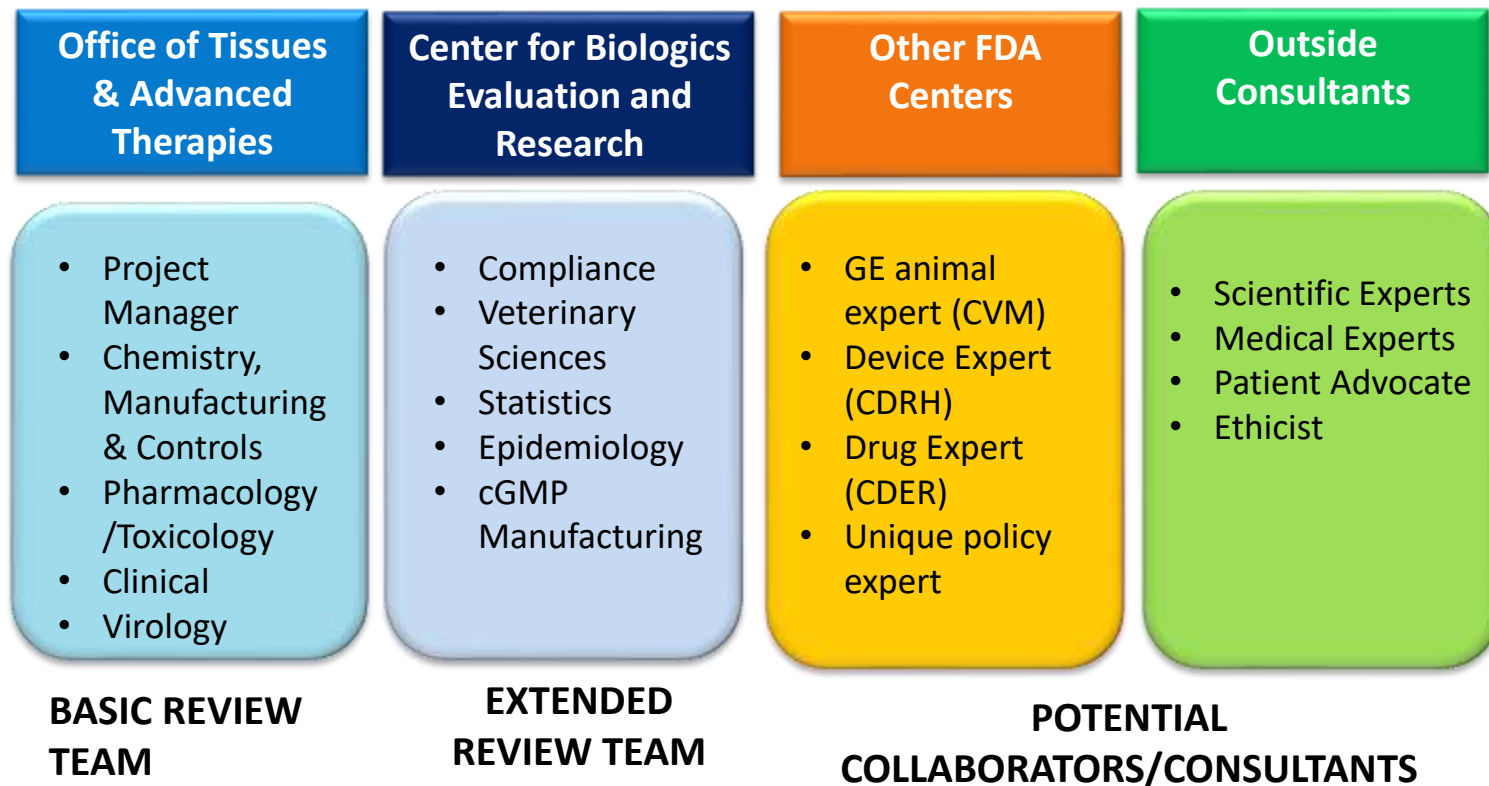 Office of Tissues
& Advanced
Therapies
Center for Biologics
Evaluation and
Research
Other FDA
Centers
Outside
Consultants
• Project
Manager
• Chemistry,
Manufacturing
& Controls
• Pharmacology
/Toxicology
• Clinical
• Virology
• Compliance
• Veterinary
Sciences
• Statistics
• Epidemiology
• cGMP
Manufacturing
• GE animal
expert (CVM)
• Device Expert
(CDRH)
• Drug Expert
(CDER)
• Unique policy
expert
• Scientific Experts
• Medical Experts
• Patient Advocate
• Ethicist
BASIC REVIEW
TEAM
EXTENDED
REVIEW TEAM
POTENTIAL
COLLABORATORS/CONSULTANTS